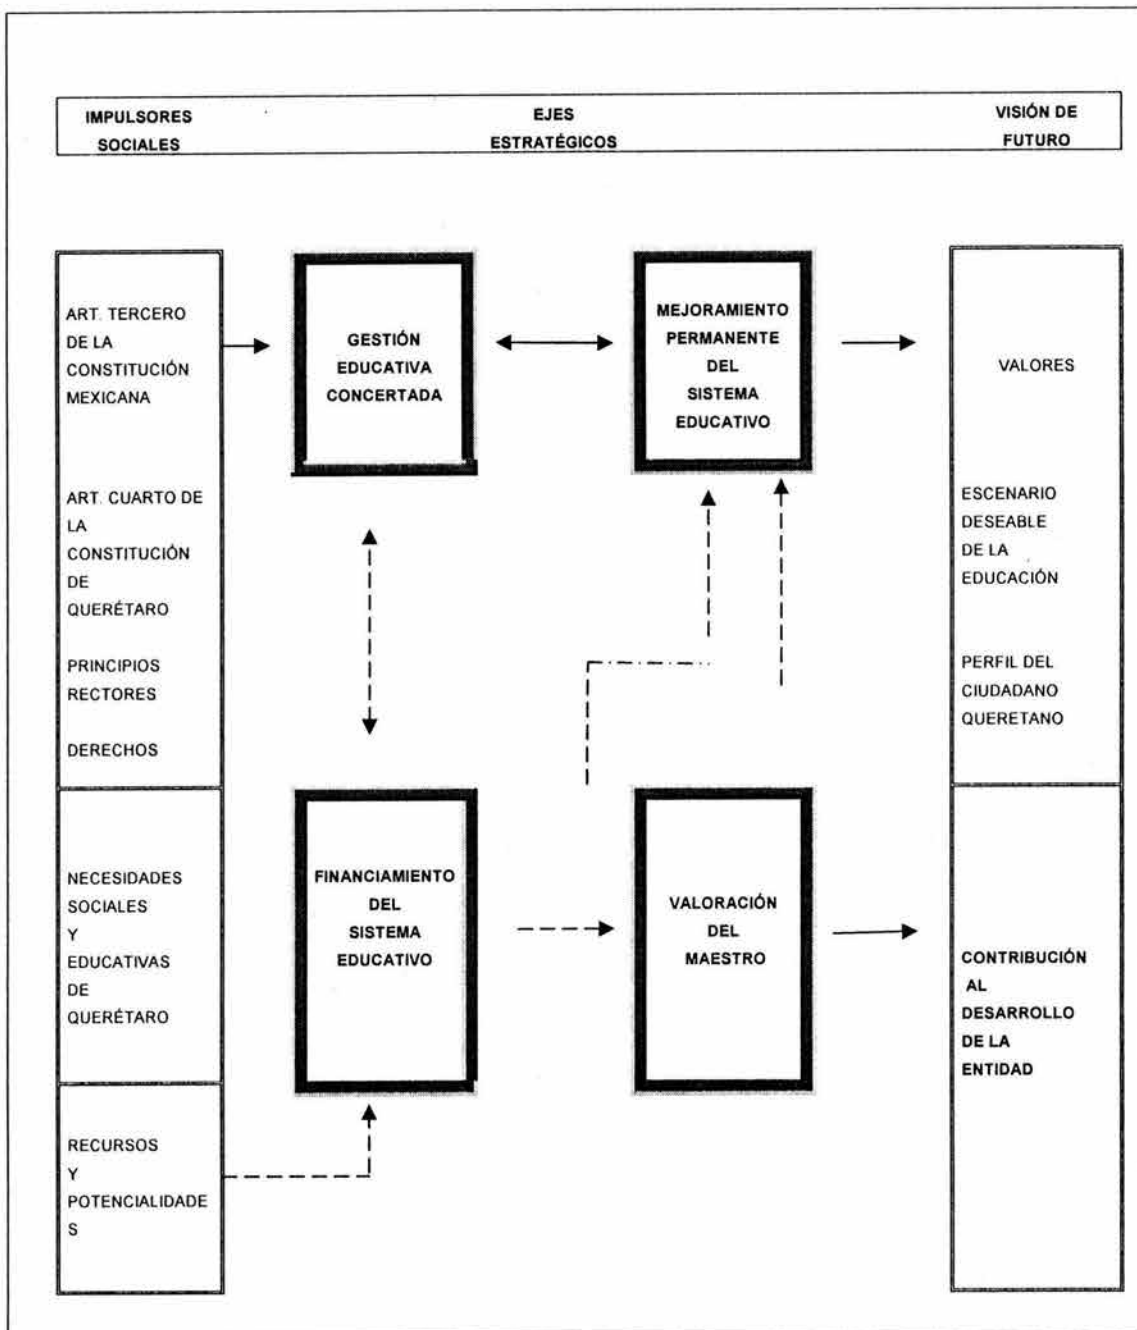 IMPULSORES
SOCIALES
EJES
ESTRATÉGICOS
VISIÓN DE
FUTURO
ART. TERCERO
DE LA
CONSTITUCIÓN
MEXICANA
ART. CUARTO DE
LA
CONSTITUCIÓN
DE
QUERÉTARO
PRINCIPIOS
RECTORES
DERECHOS
NECESIDADES
SOCIALES
Y
EDUCATIVAS
DE
QUERÉTARO
RECURSOS
Y
POTENCIALIDADE
S
GESTIÓN
EDUCATIVA
CONCERTADA
MEJORAMIENTO
PERMANENTE
DEL
SISTEMA
EDUCATIVO
FINANCIAMIENTO
DEL
SISTEMA
EDUCATIVO
VALORACIÓN
DEL
MAESTRO
VALORES
ESCENARIO
DESEABLE
DE LA
EDUCACIÓN
PERFIL DEL
CIUDADANO
QUERETANO
CONTRIBUCIÓN
AL
DESARROLLO
DE LA
ENTIDAD